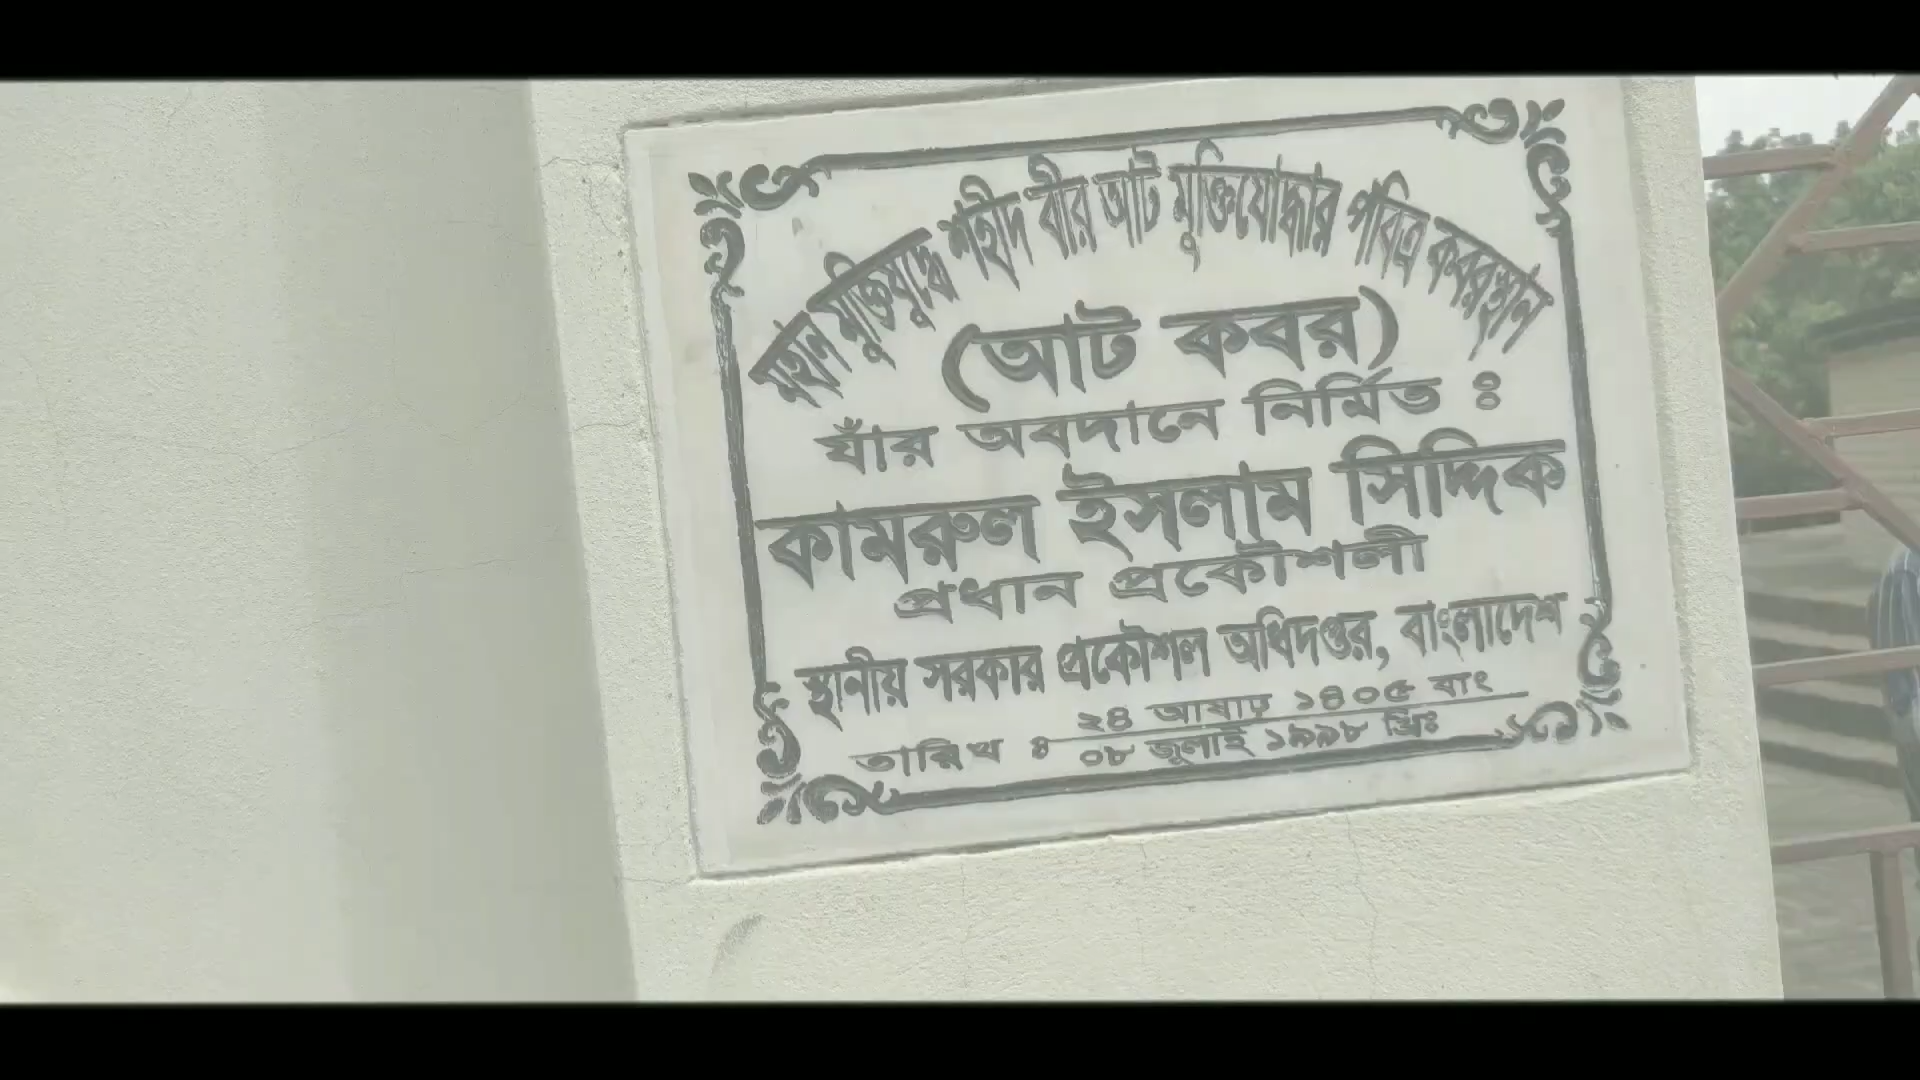 মহান মুক্তিযুদ্ধে শহীদ বীর আট মুক্তিযোদ্ধার পবিত্র কবরস্থান
(আট কবর)
যাঁর অবদানে নির্মিত ঃ
কামরুল ইসলাম সিদ্দিক
প্রধান প্রকৌশলী
স্থানীয় সরকার প্রকৌশল অধিদপ্তর, বাংলাদেশ
২৪ আষাঢ় ১৪০৫ বাং
তারিখ ঃ ০৮ জুলাই ১৯৯৮ খ্রিঃ